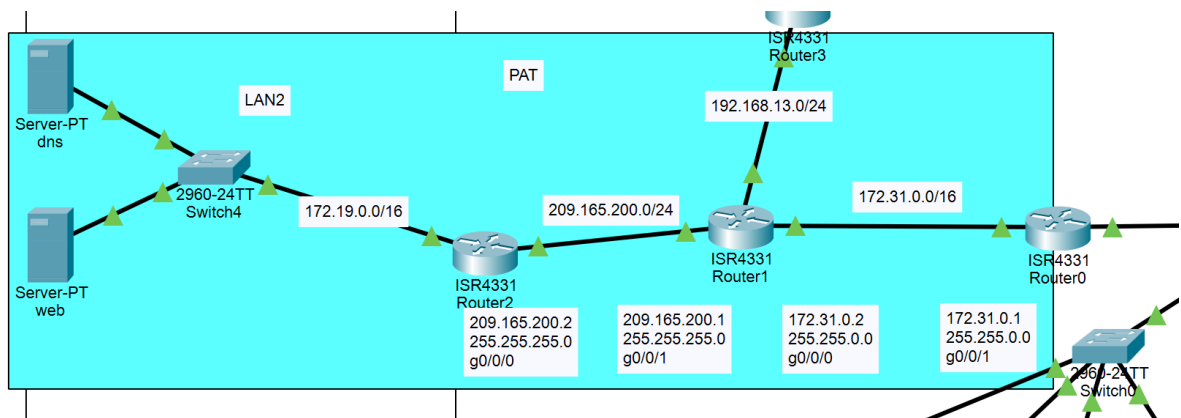 ISR4331
Router3
PAT
LAN2
192.168.13.0/24
Server-PT
dns
2960-24TT
Switch4
172.19.0.0/16
209.165.200.0/24
172.31.0.0/16
ISR4331
Router1
ISR4331
Router0
ISR4331
Router2
Server-PT
web
209.165.200.2
255.255.255.0
g0/0/0
209.165.200.1
255.255.255.0
g0/0/1
172.31.0.2
255.255.0.0
g0/0/0
172.31.0.1
255.255.0.0
g0/0/1
2960-24TT
Switch0